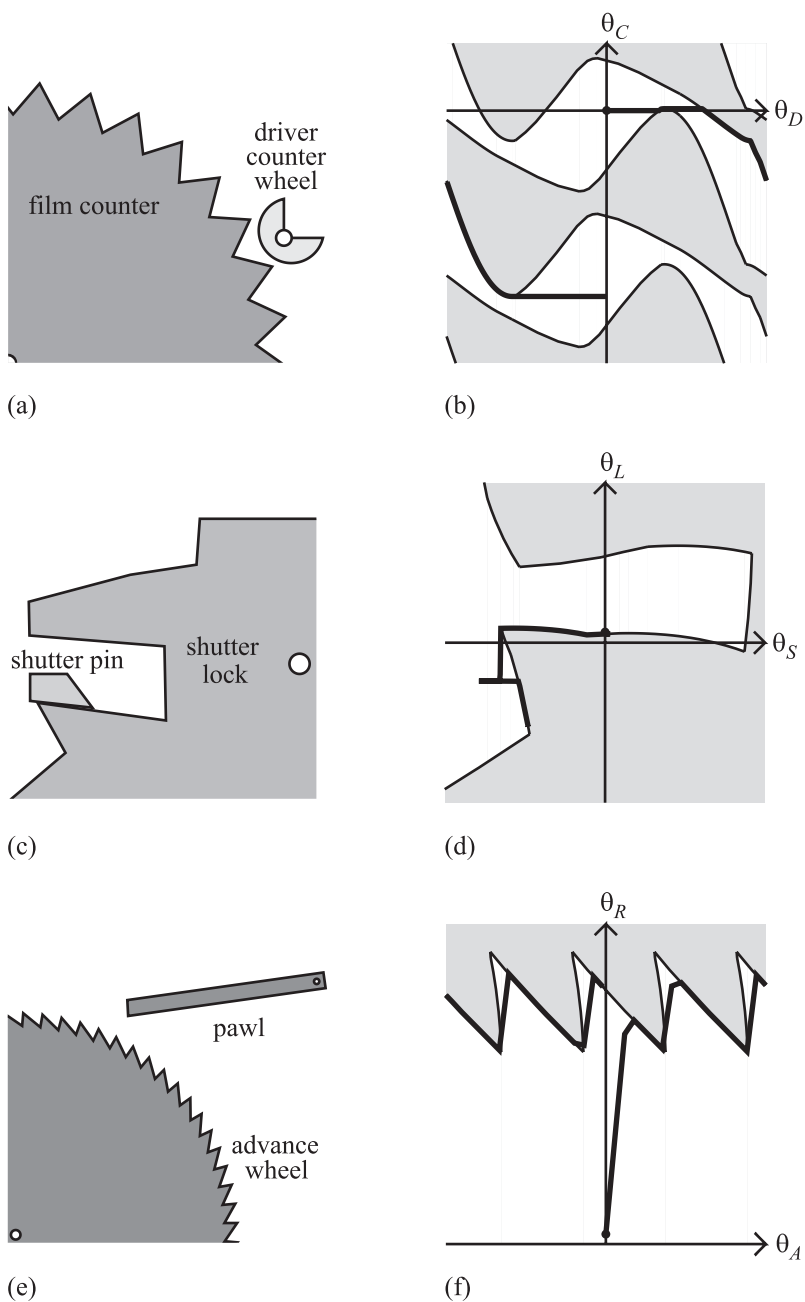 θC
driver
counter
wheel
film counter
θD
(a)
(b)
θL
shutter pin
shutter
lock
θS
(c)
(d)
θR
pawl
advance
wheel
θA
(e)
(f)